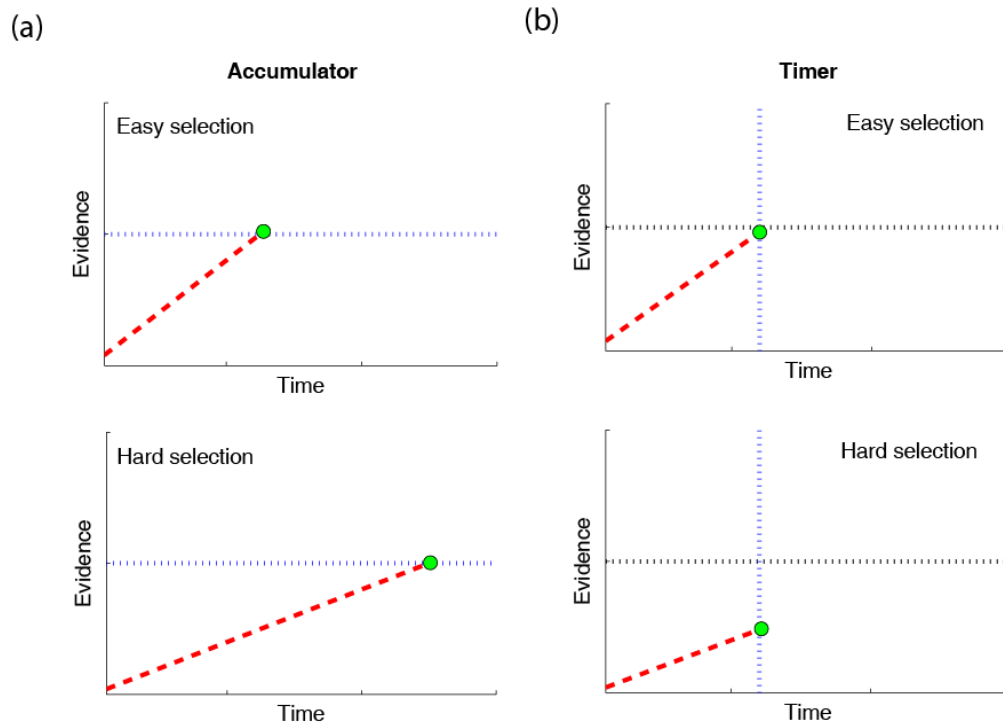 (a)
Accumulator
Easy selection
Evidence
Time
Hard selection
Evidence
Time
(b)
Timer
Easy selection
Evidence
Time
Hard selection
Evidence
Time